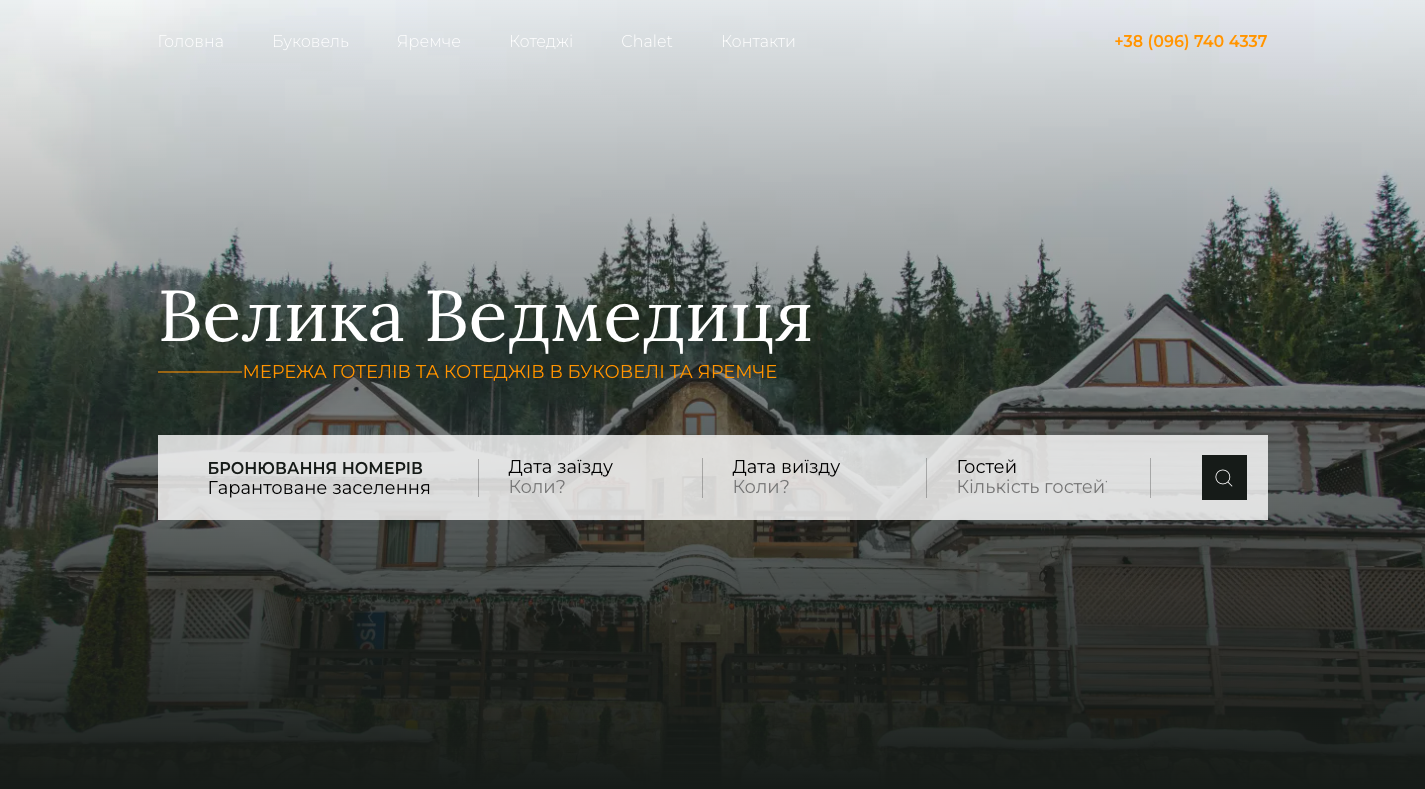 Головна Буковель Яремче Котеджі Chalet Контакти +38 (096) 740 4337
Велика Ведмедиця
МЕРЕЖА ГОТЕЛІВ ТА КОТЕДЖІВ В БУКОВЕЛІ ТА ЯРЕМЧЕ
БРОНЮВАННЯ НОМЕРІВ Дата заїзду Дата виїзду Гостей
Гарантоване заселення Коли? Коли? Кількість гостей